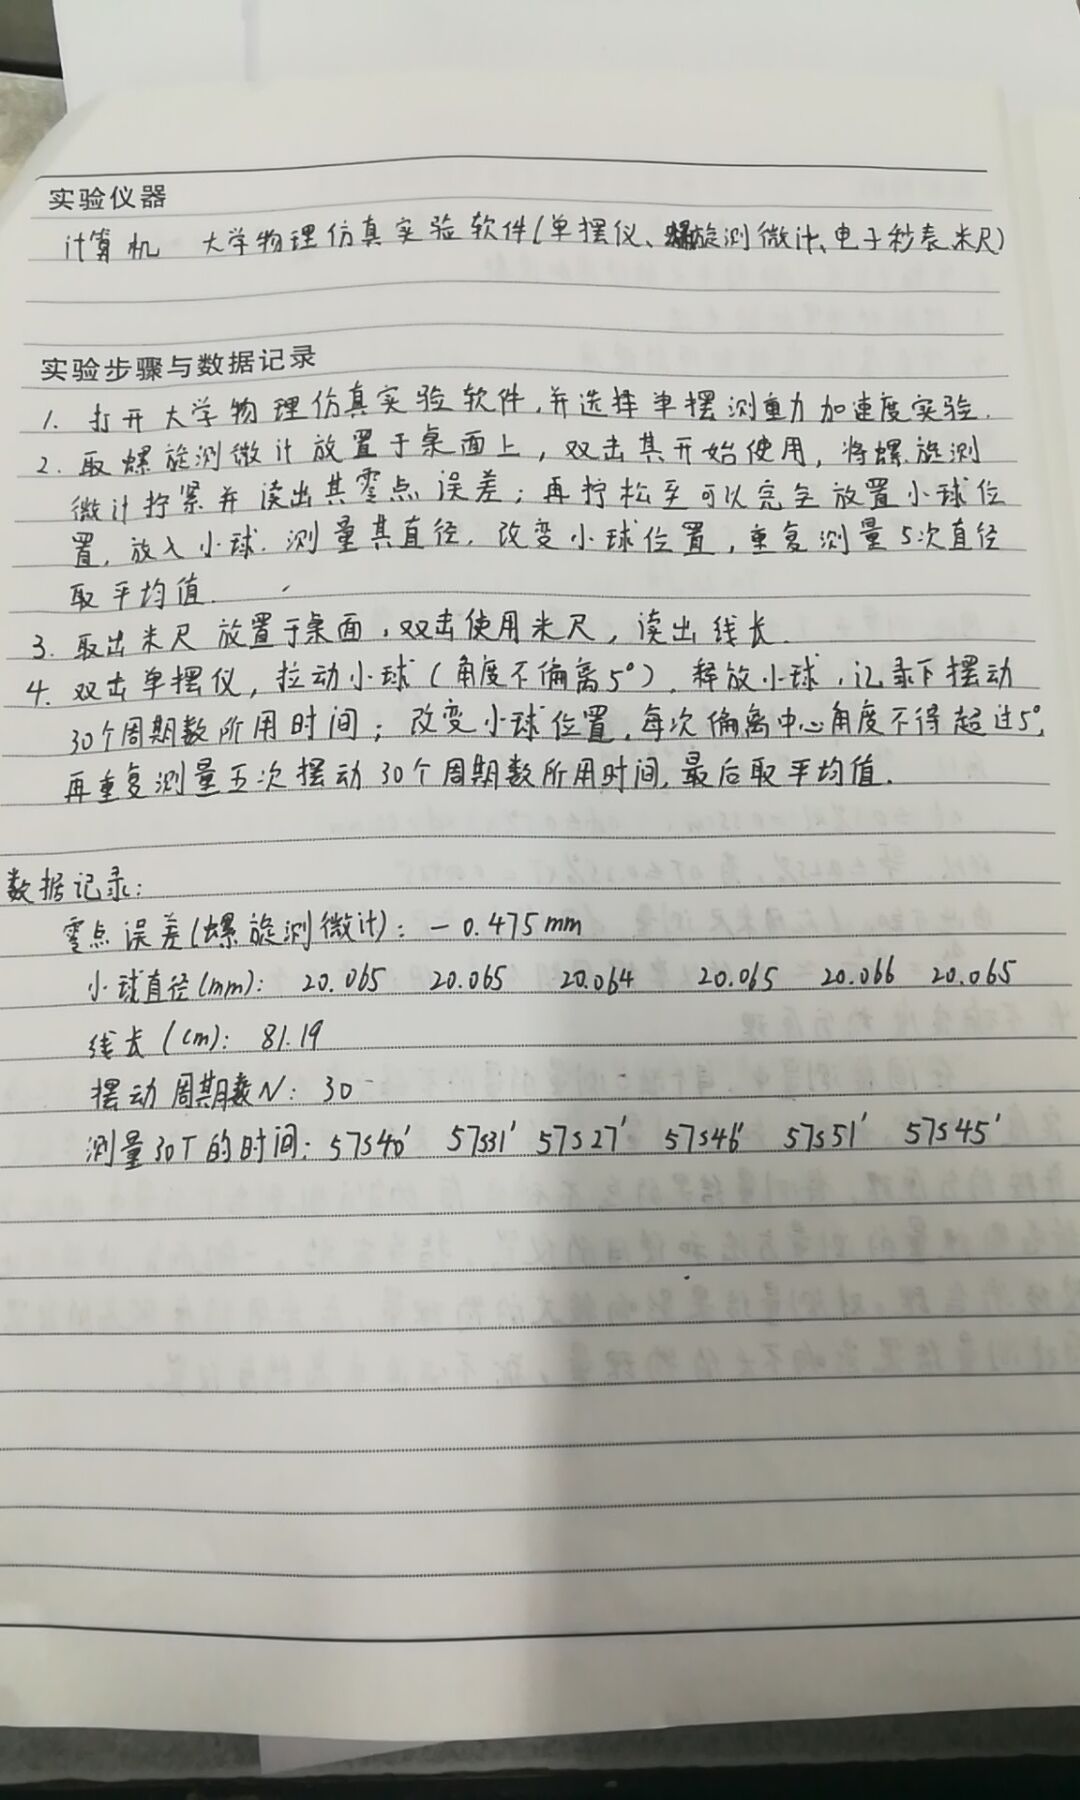 实验仪器
计算机 大学物理仿真实验软件(单摆仪、螺旋测微计、电子秒表、米尺)
实验步骤与数据记录
1. 打开大学物理仿真实验软件,并选择单摆测重力加速度实验.
2. 取螺旋测微计放置于桌面上,双击其开始使用,将螺旋测
微计拧紧并读出其零点误差;再拧松至可以完全放置小球位
置,放入小球.测量其直径.改变小球位置,重复测量5次直径
取平均值.
3. 取出米尺放置于桌面,双击使用米尺,读出线长.
4. 双击单摆仪,拉动小球(角度不偏离5°).释放小球,记录下摆动
30个周期数所用时间;改变小球位置,每次偏离中心角度不得超过5°,
再重复测量五次摆动30个周期数所用时间,最后取平均值.
数据记录:
零点误差(螺旋测微计):-0.475mm
小球直径(mm): 20.065 20.065 20.064 20.065 20.066 20.065
线长(cm): 81.19
摆动周期数N: 30
测量30T的时间: 57s40′ 57s31′ 57s27′ 57s46′ 57s51′ 57s45′